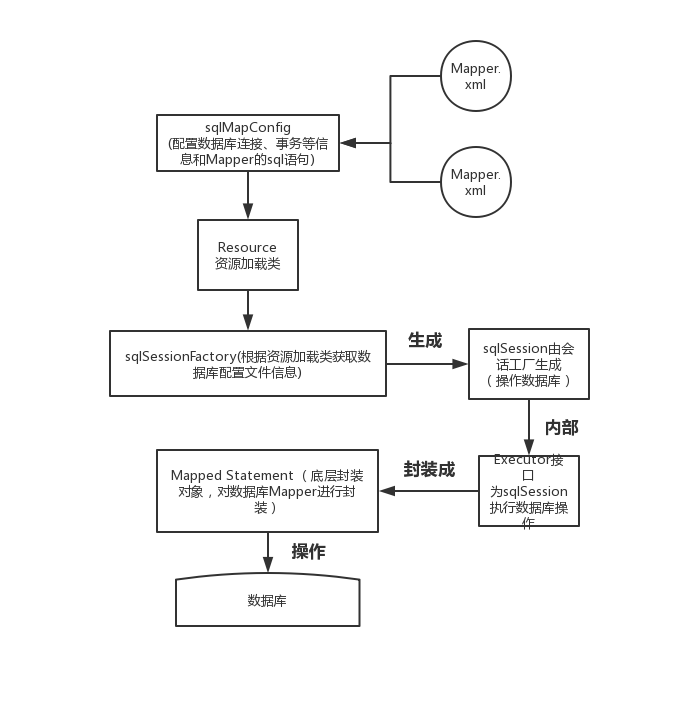 Mapper.
xml
sqlMapConfig
(配置数据库连接、事务等信
息和Mapper的sql语句)
Mapper.
xml
Resource
资源加载类
sqlSessionFactory(根据资源加载类获取数
据库配置文件信息)
生成
sqlSession由会
话工厂生成
（操作数据库）
内部
Executor接
口
为sqlSession
执行数据库操
作
封装成
Mapped Statement （底层封装
对象，对数据库Mapper进行封
装）
操作
数据库